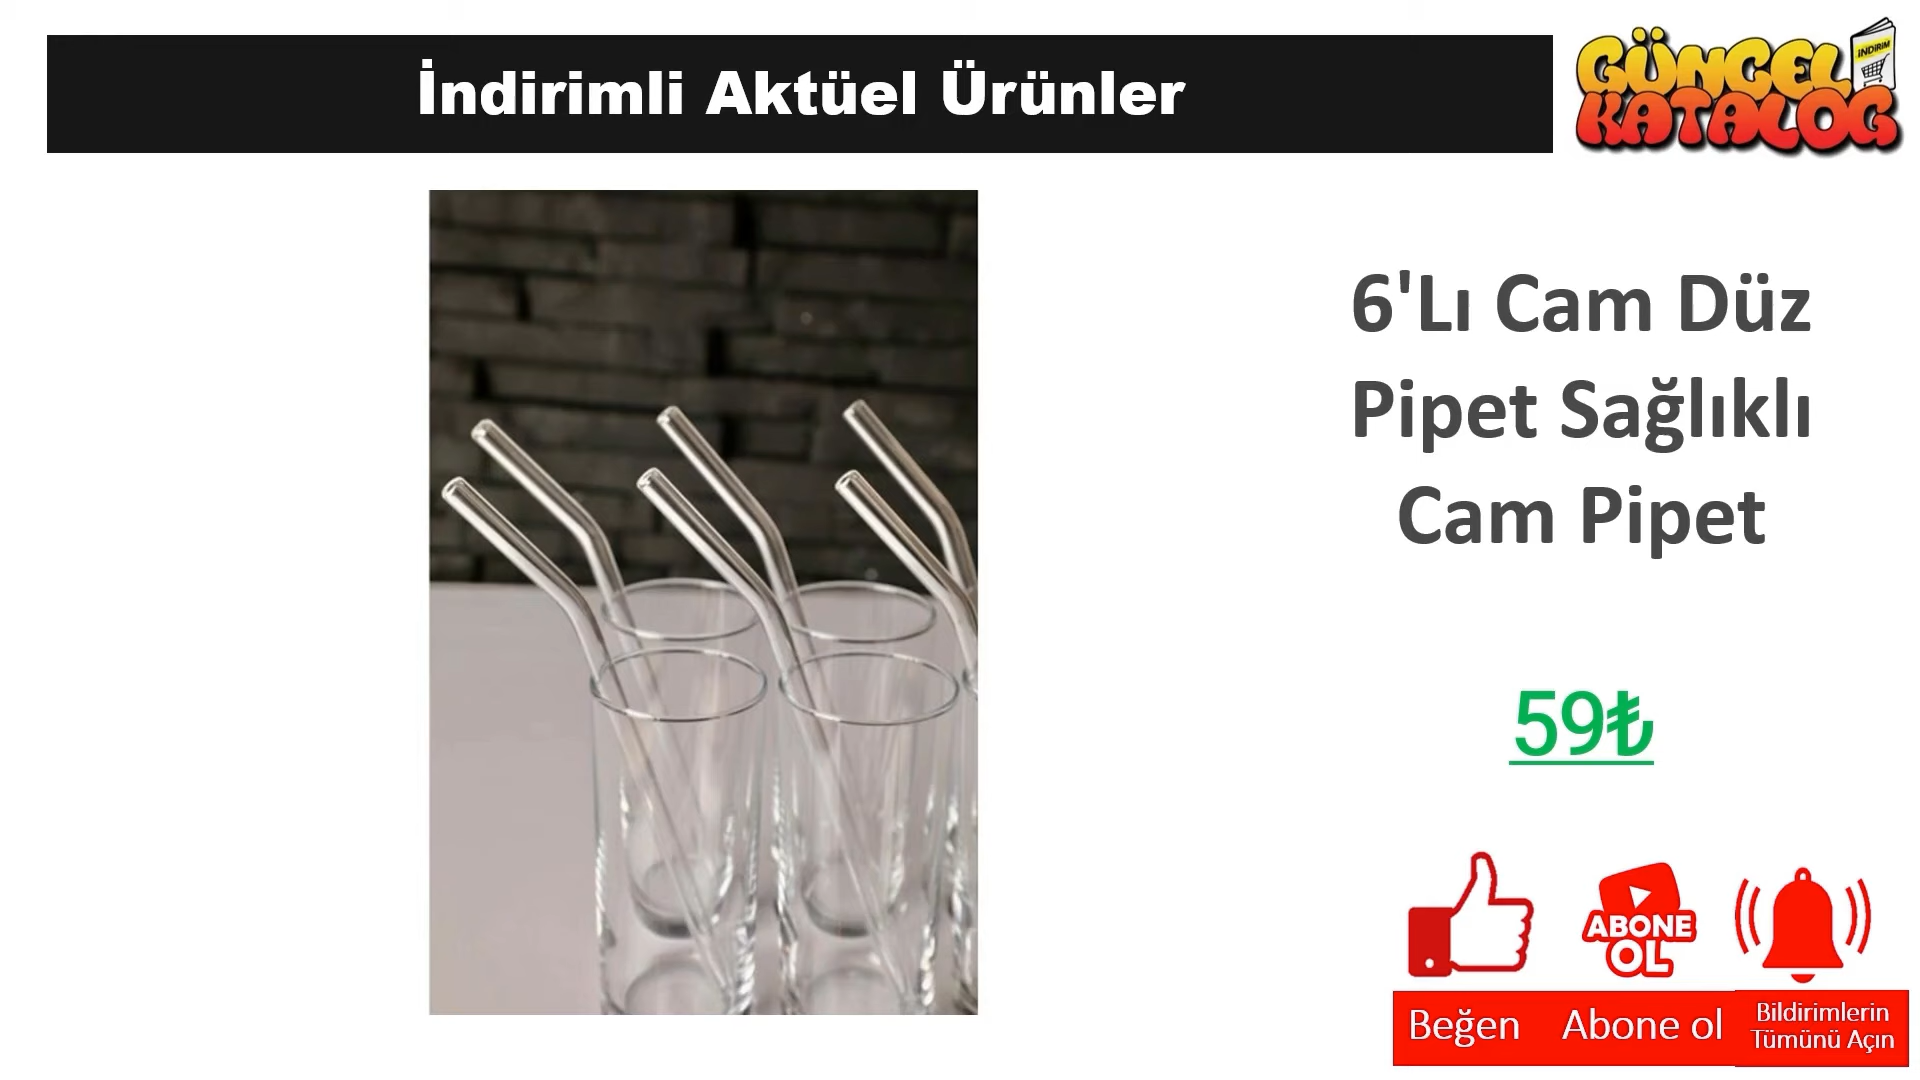 İndirimli Aktüel Ürünler
GÜNCEL
KATALOG
İNDİRİM
6'Lı Cam Düz
Pipet Sağlıklı
Cam Pipet
59₺
ABONE
OL
Beğen
Abone ol
Bildirimlerin
Tümünü Açın